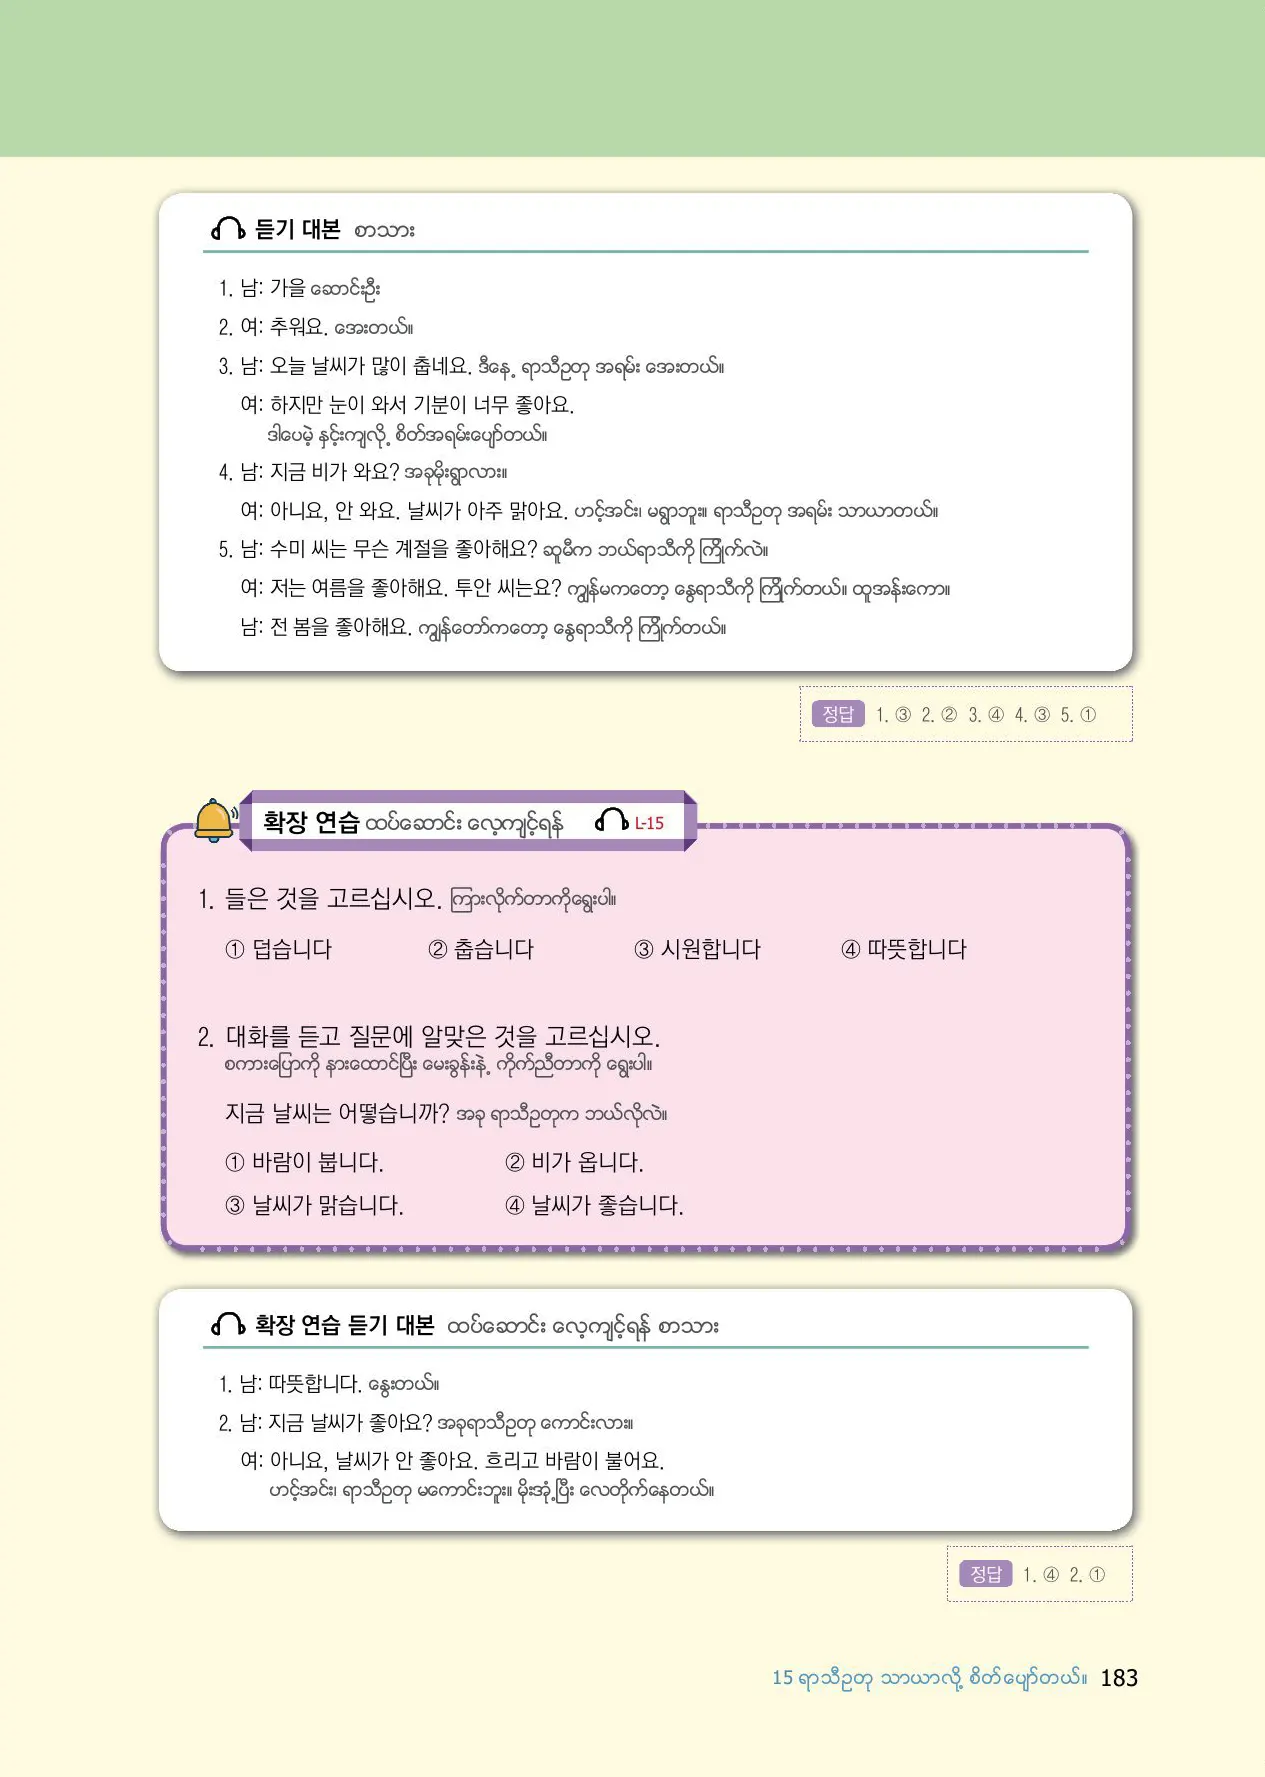 듣기 대본 စာသား
1. 남: 가을 ဆောင်းဦး
2. 여: 추워요. အေးတယ်။
3. 남: 오늘 날씨가 많이 춥네요. ဒီနေ့ ရာသီဥတု အရမ်း အေးတယ်။
여: 하지만 눈이 와서 기분이 너무 좋아요.
ဒါပေမဲ့ နှင်းကျလို့ စိတ်အရမ်းပျော်တယ်။
4. 남: 지금 비가 와요? အခုမိုးရွာလား။
여: 아니요, 안 와요. 날씨가 아주 맑아요. ဟင့်အင်း၊ မရွာဘူး။ ရာသီဥတု အရမ်း သာယာတယ်။
5. 남: 수미 씨는 무슨 계절을 좋아해요? ဆူမီက ဘယ်ရာသီကို ကြိုက်လဲ။
여: 저는 여름을 좋아해요. 투안 씨는요? ကျွန်မကတော့ နွေရာသီကို ကြိုက်တယ်။ ထူအန်းကော။
남: 전 봄을 좋아해요. ကျွန်တော်ကတော့ နွေရာသီကို ကြိုက်တယ်။
정답 1. ③ 2. ② 3. ④ 4. ③ 5. ①
확장 연습 ထပ်ဆောင်း လေ့ကျင့်ရန် L-15
1. 들은 것을 고르십시오. ကြားလိုက်တာကိုရွေးပါ။
① 덥습니다 ② 춥습니다 ③ 시원합니다 ④ 따뜻합니다
2. 대화를 듣고 질문에 알맞은 것을 고르십시오.
စကားပြောကို နားထောင်ပြီး မေးခွန်းနဲ့ ကိုက်ညီတာကို ရွေးပါ။
지금 날씨는 어떻습니까? အခု ရာသီဥတုက ဘယ်လိုလဲ။
① 바람이 붑니다. ② 비가 옵니다.
③ 날씨가 맑습니다. ④ 날씨가 좋습니다.
확장 연습 듣기 대본 ထပ်ဆောင်း လေ့ကျင့်ရန် စာသား
1. 남: 따뜻합니다. နွေးတယ်။
2. 남: 지금 날씨가 좋아요? အခုရာသီဥတု ကောင်းလား။
여: 아니요, 날씨가 안 좋아요. 흐리고 바람이 불어요.
ဟင့်အင်း၊ ရာသီဥတု မကောင်းဘူး။ မိုးအုံ့ပြီး လေတိုက်နေတယ်။
정답 1. ④ 2. ①
15 ရာသီဥတု သာယာလို့ စိတ်ပျော်တယ်။ 183